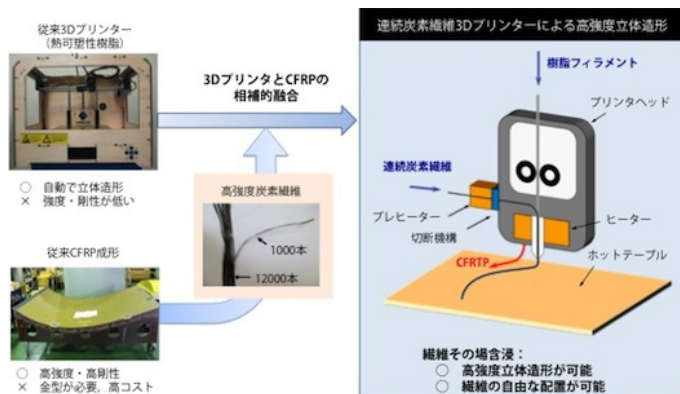 従来3Dプリンター
(熱可塑性樹脂)
○ 自動で立体造形
× 強度・剛性が低い
従来CFRP成形
○ 高強度・高剛性
× 金型が必要, 高コスト
3DプリンタとCFRPの
相補的融合
高強度炭素繊維
1000本
12000本
連続炭素繊維3Dプリンターによる高強度立体造形
樹脂フィラメント
プリンタヘッド
連続炭素繊維
プレヒーター
切断機構
ヒーター
ホットテーブル
CFRTP
繊維その場含浸：
○ 高強度立体造形が可能
○ 繊維の自由な配置が可能